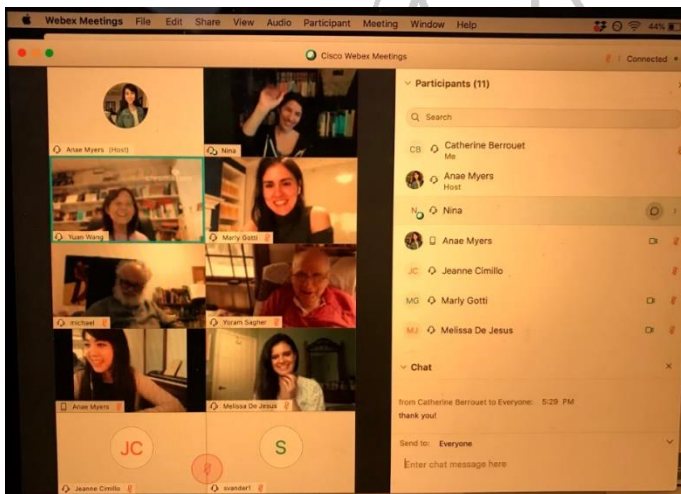 Webex Meetings File Edit Share View Audio Participant Meeting Window Help 44%
Cisco Webex Meetings
Connected
Anae Myers (Host)
Nina
Yuan Wang
Marly Gotti
michael
Yoram Sagher
Anae Myers
Melissa De Jesus
JC
S
Jeanne Cimillo
svander1
Participants (11)
Search
CB Catherine Berrouet
Me
Anae Myers
Host
N Nina
Anae Myers
JC Jeanne Cimillo
MG Marly Gotti
MJ Melissa De Jesus
Chat
from Catherine Berrouet to Everyone: 5:29 PM
thank you!
Send to: Everyone
Enter chat message here